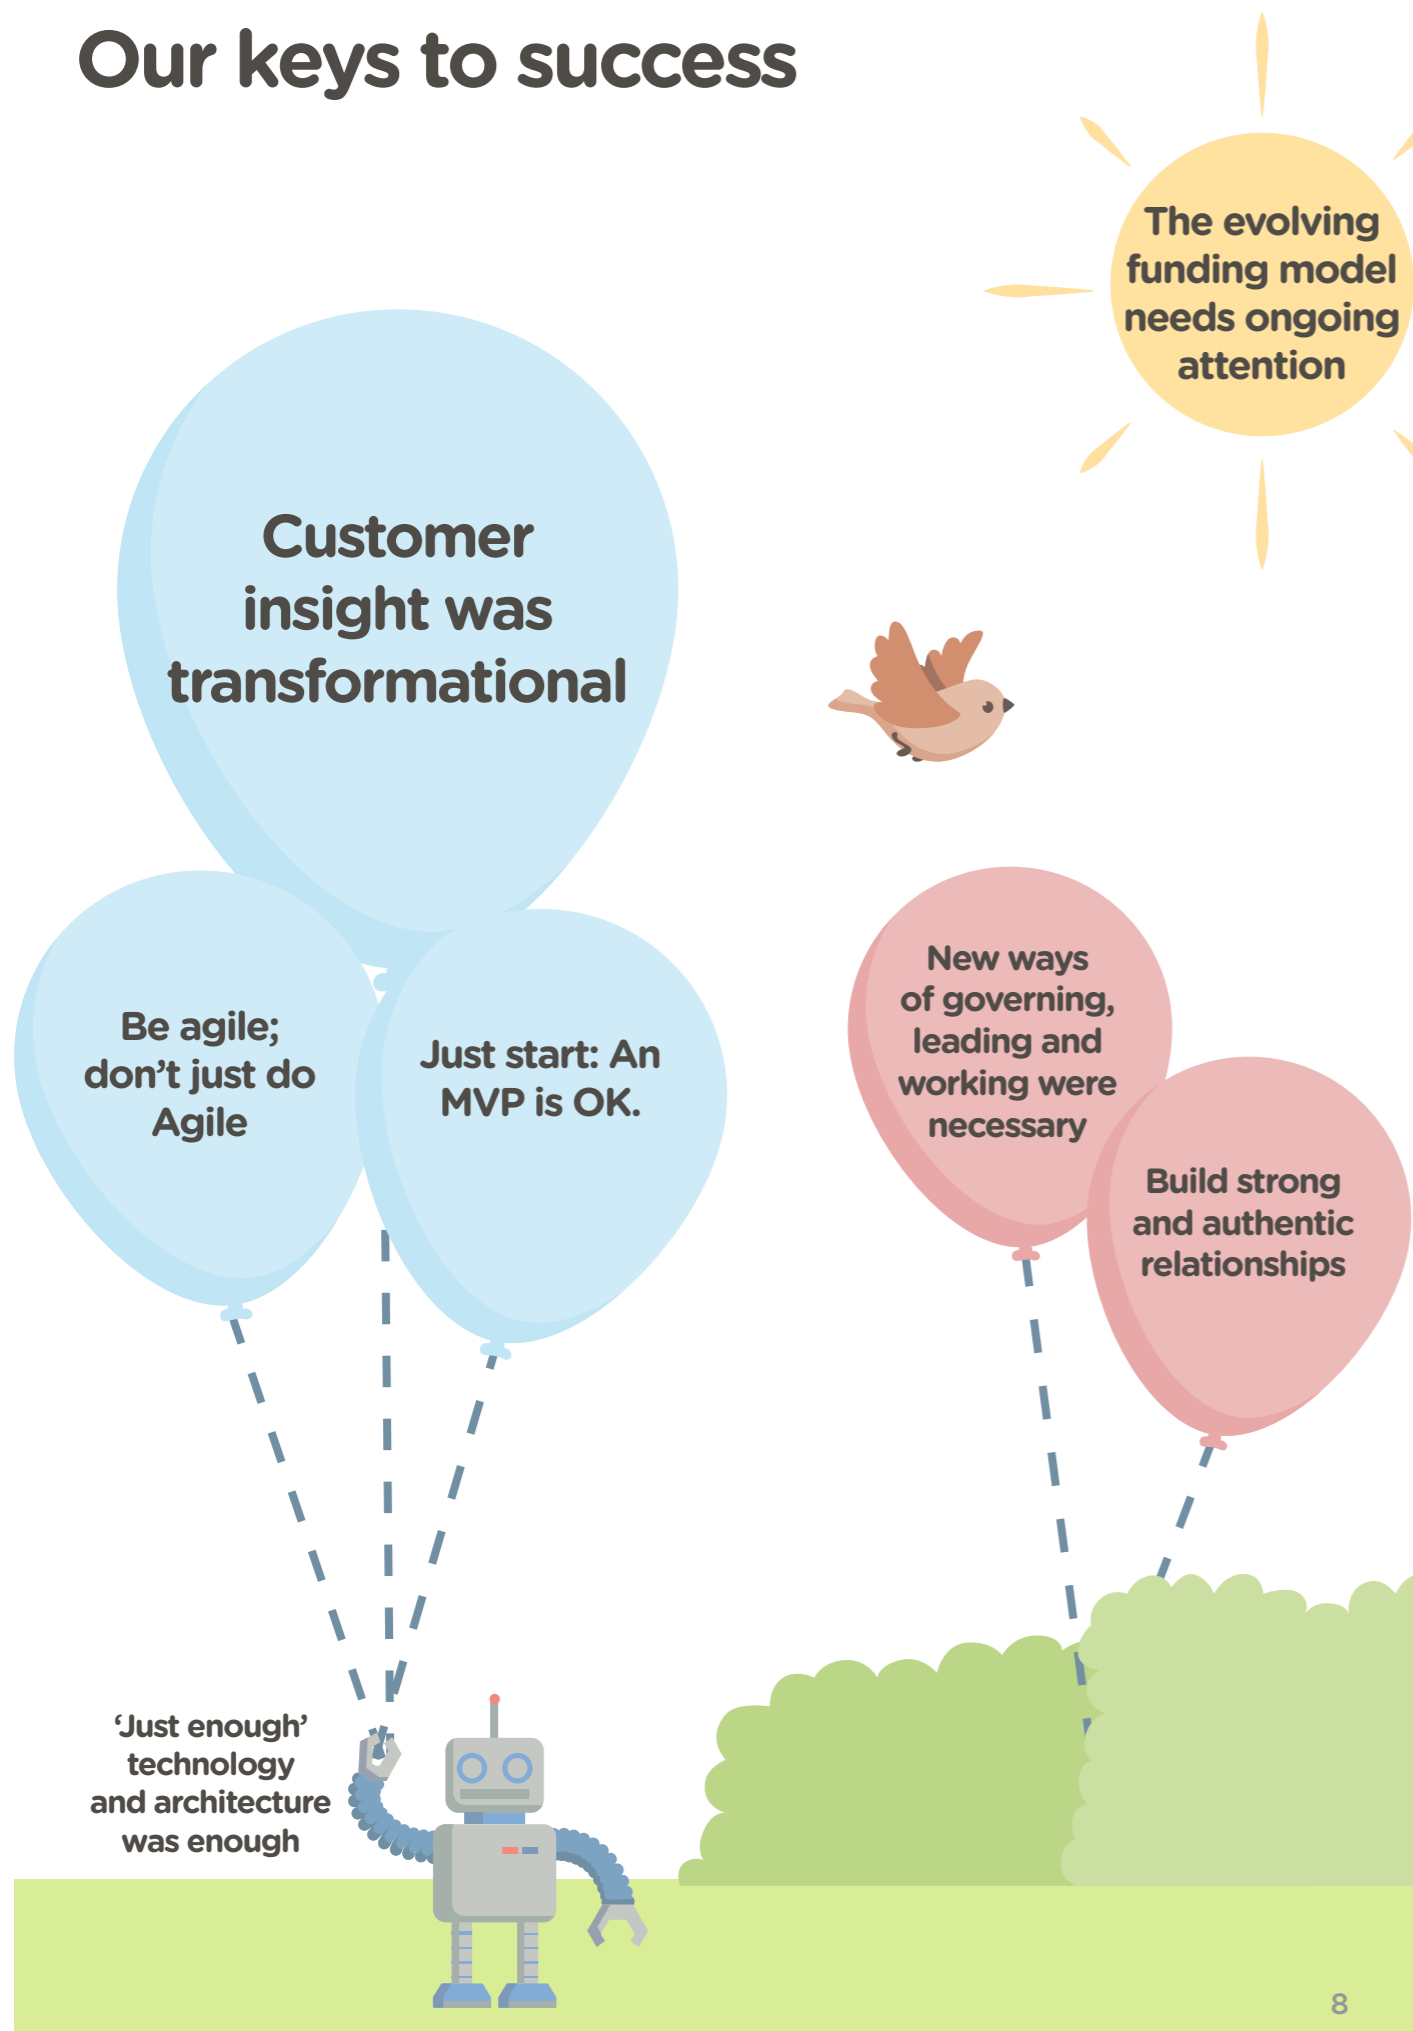 Our keys to success
The evolving
funding model
needs ongoing
attention
Customer
insight was
transformational
Be agile;
don’t just do
Agile
Just start: An
MVP is OK.
New ways
of governing,
leading and
working were
necessary
Build strong
and authentic
relationships
‘Just enough’
technology
and architecture
was enough
8